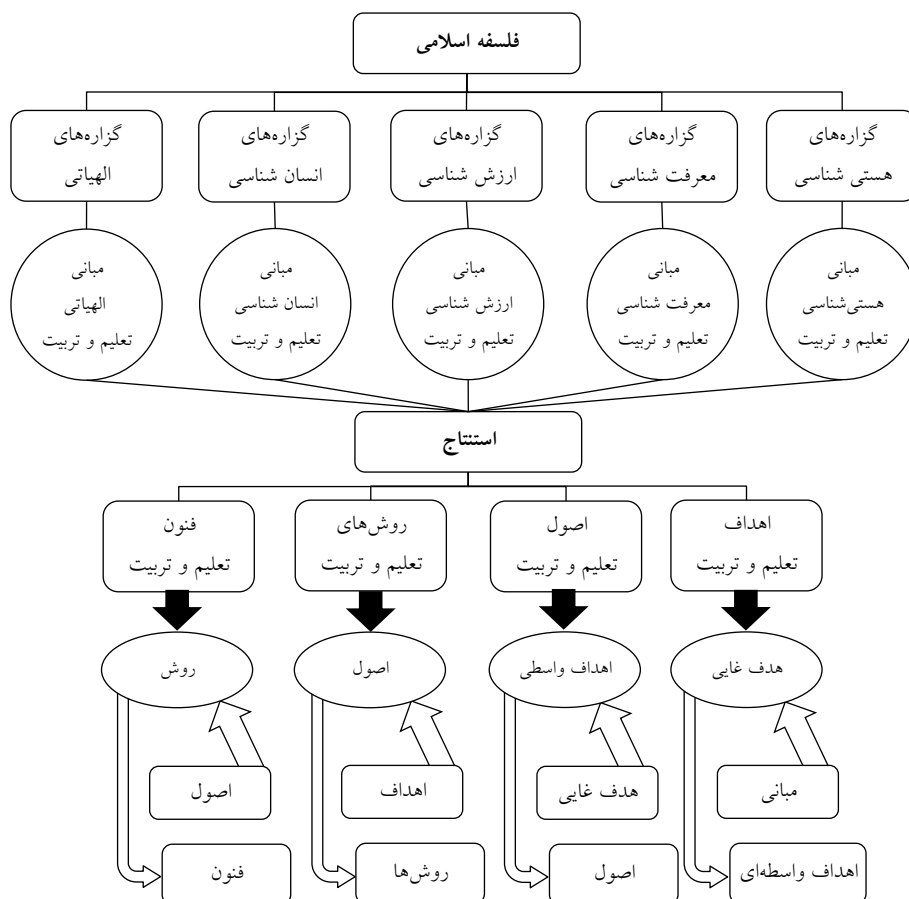 فلسفه اسلامی
گزاره‌های
هستی شناسی
گزاره‌های
معرفت شناسی
گزاره‌های
ارزش شناسی
گزاره‌های
انسان شناسی
گزاره‌های
الهیاتی
مبانی
هستی‌شناسی
تعلیم و تربیت
مبانی
معرفت شناسی
تعلیم و تربیت
مبانی
ارزش شناسی
تعلیم و تربیت
مبانی
انسان شناسی
تعلیم و تربیت
مبانی
الهیاتی
تعلیم و تربیت
استنتاج
اهداف
تعلیم و تربیت
اصول
تعلیم و تربیت
روش‌های
تعلیم و تربیت
فنون
تعلیم و تربیت
هدف غایی
اهداف واسطی
اصول
روش
مبانی
هدف غایی
اهداف
اصول
اهداف واسطه‌ای
اصول
روش‌ها
فنون